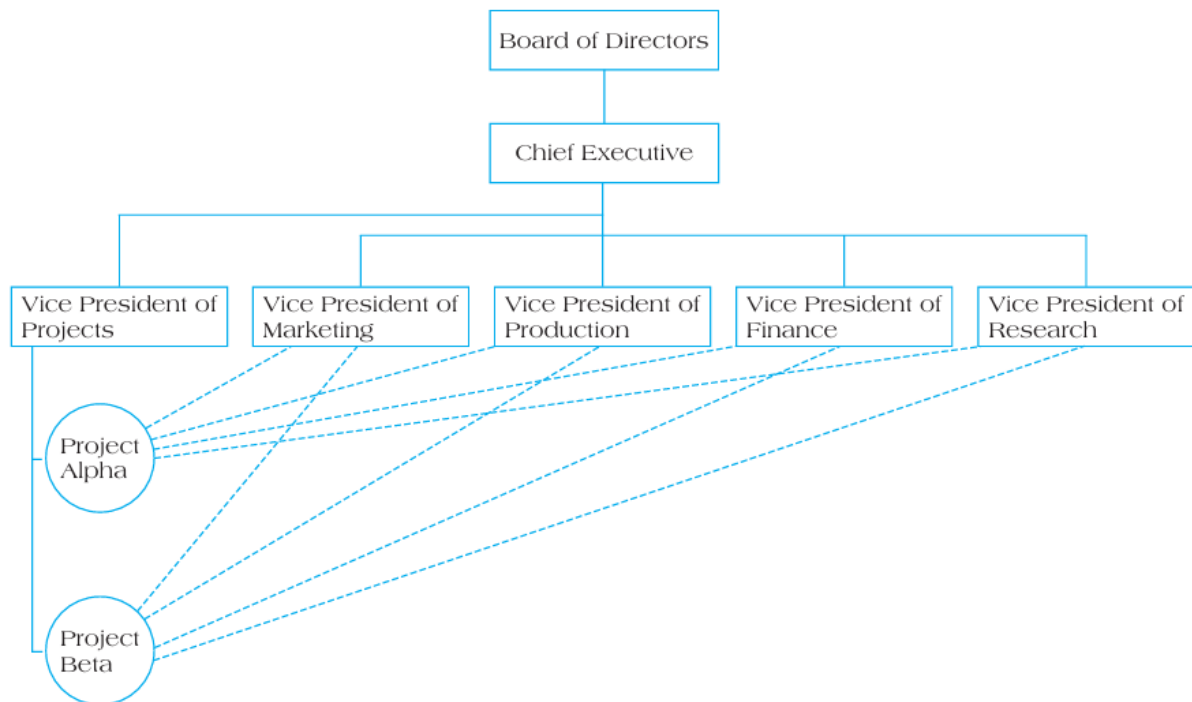 Board of Directors
Chief Executive
Vice President of
Projects
Vice President of
Marketing
Vice President of
Production
Vice President of
Finance
Vice President of
Research
Project
Alpha
Project
Beta